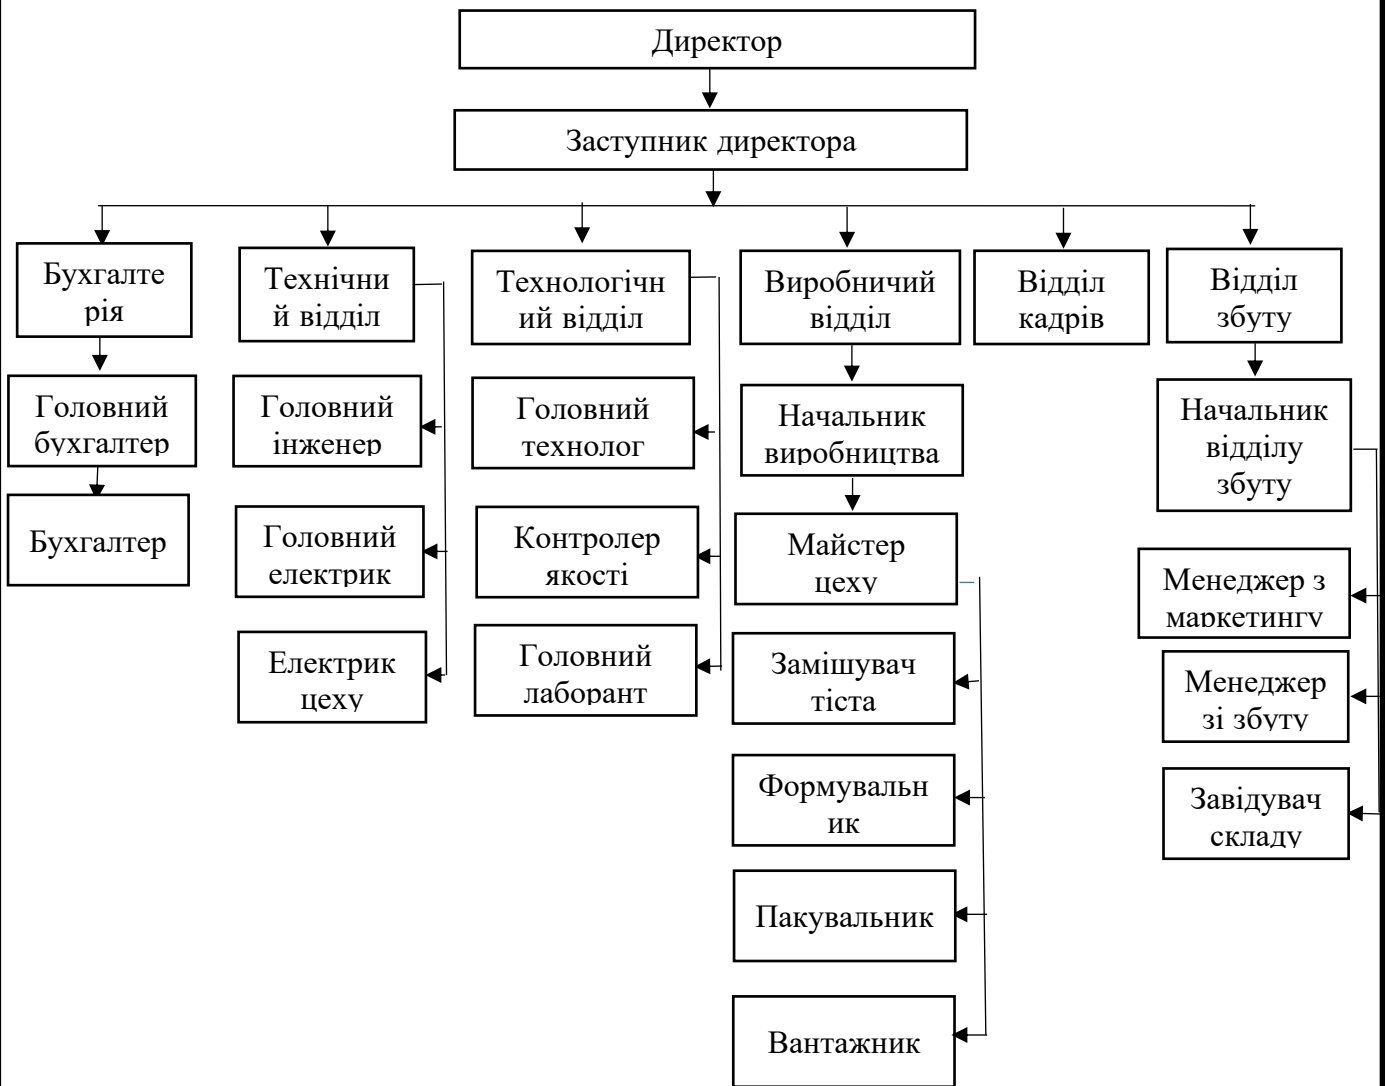 Директор
Заступник директора
Бухгалте
рія
Технічни
й відділ
Технологічн
ий відділ
Виробничий
відділ
Відділ
кадрів
Відділ
збуту
Головний
бухгалтер
Головний
інженер
Головний
технолог
Начальник
виробництва
Начальник
відділу
збуту
Бухгалтер
Головний
електрик
Контролер
якості
Майстер
цеху
Менеджер з
маркетингу
Електрик
цеху
Головний
лаборант
Замішувач
тіста
Менеджер
зі збуту
Формувальн
ик
Завідувач
складу
Пакувальник
Вантажник